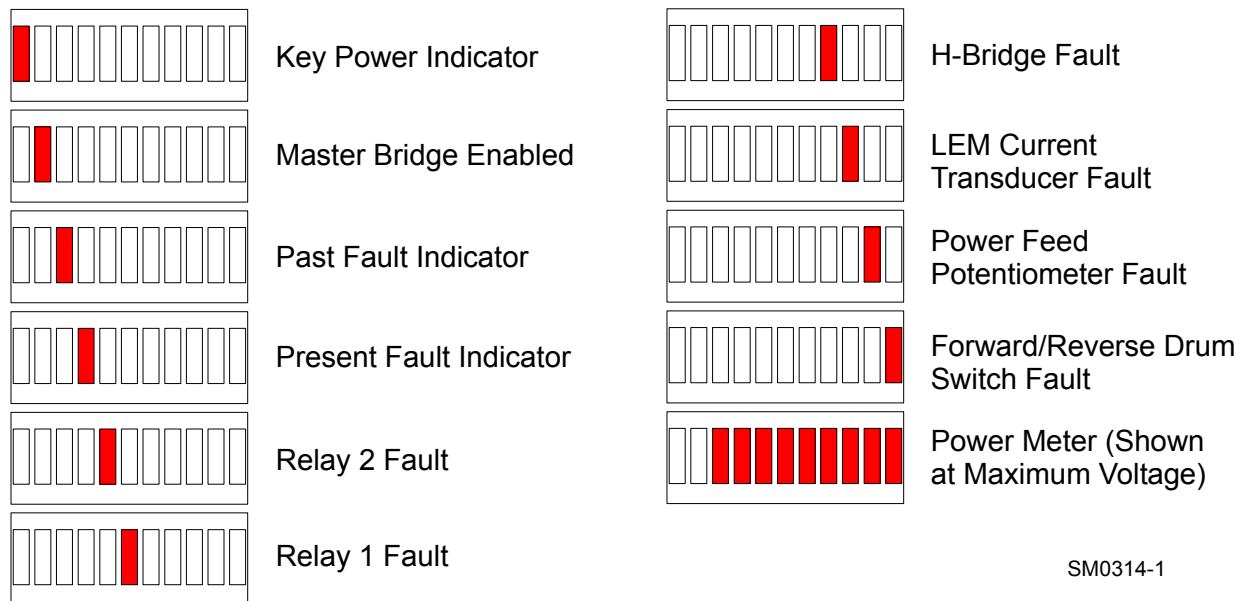 Key Power Indicator
Master Bridge Enabled
Past Fault Indicator
Present Fault Indicator
Relay 2 Fault
Relay 1 Fault
H-Bridge Fault
LEM Current
Transducer Fault
Power Feed
Potentiometer Fault
Forward/Reverse Drum
Switch Fault
Power Meter (Shown
at Maximum Voltage)
SM0314-1